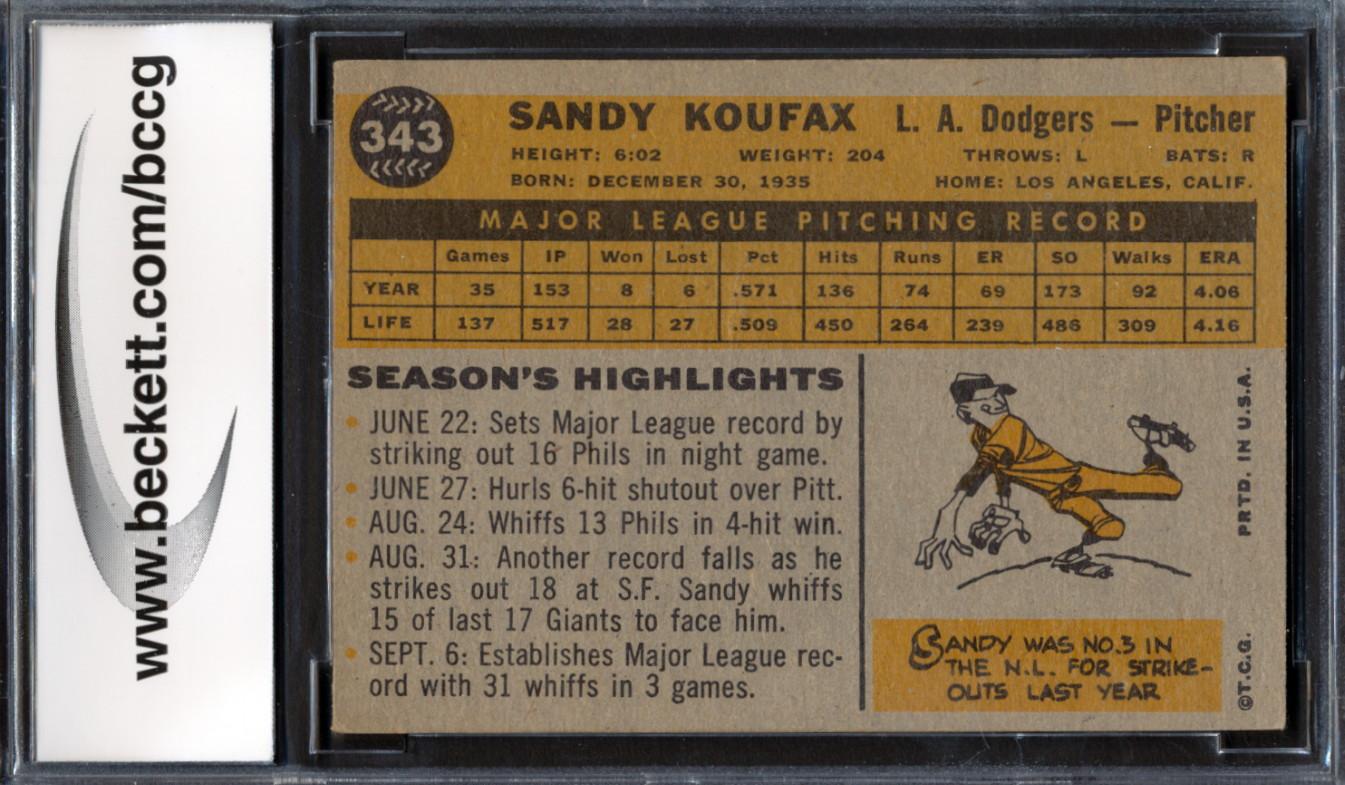 www.beckett.com/bccg
343
SANDY KOUFAX L. A. Dodgers — Pitcher
HEIGHT: 6:02 WEIGHT: 204 THROWS: L BATS: R
BORN: DECEMBER 30, 1935 HOME: LOS ANGELES, CALIF.
MAJOR LEAGUE PITCHING RECORD
Games IP Won Lost Pct Hits Runs ER SO Walks ERA
YEAR 35 153 8 6 .571 136 74 69 173 92 4.06
LIFE 137 517 28 27 .509 450 264 239 486 309 4.16
SEASON'S HIGHLIGHTS
• JUNE 22: Sets Major League record by
striking out 16 Phils in night game.
• JUNE 27: Hurls 6-hit shutout over Pitt.
• AUG. 24: Whiffs 13 Phils in 4-hit win.
• AUG. 31: Another record falls as he
strikes out 18 at S.F. Sandy whiffs
15 of last 17 Giants to face him.
• SEPT. 6: Establishes Major League rec-
ord with 31 whiffs in 3 games.
SANDY WAS NO.3 IN
THE N.L. FOR STRIKE-
OUTS LAST YEAR
©T.C.G. PRTD. IN U.S.A.